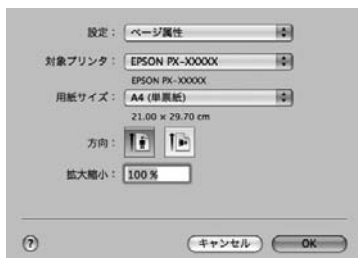 設定： ページ属性
対象プリンタ： EPSON PX-XXXXX
EPSON PX-XXXXX
用紙サイズ： A4 (単票紙)
21.00 x 29.70 cm
方向：
拡大縮小： 100 %
? キャンセル OK